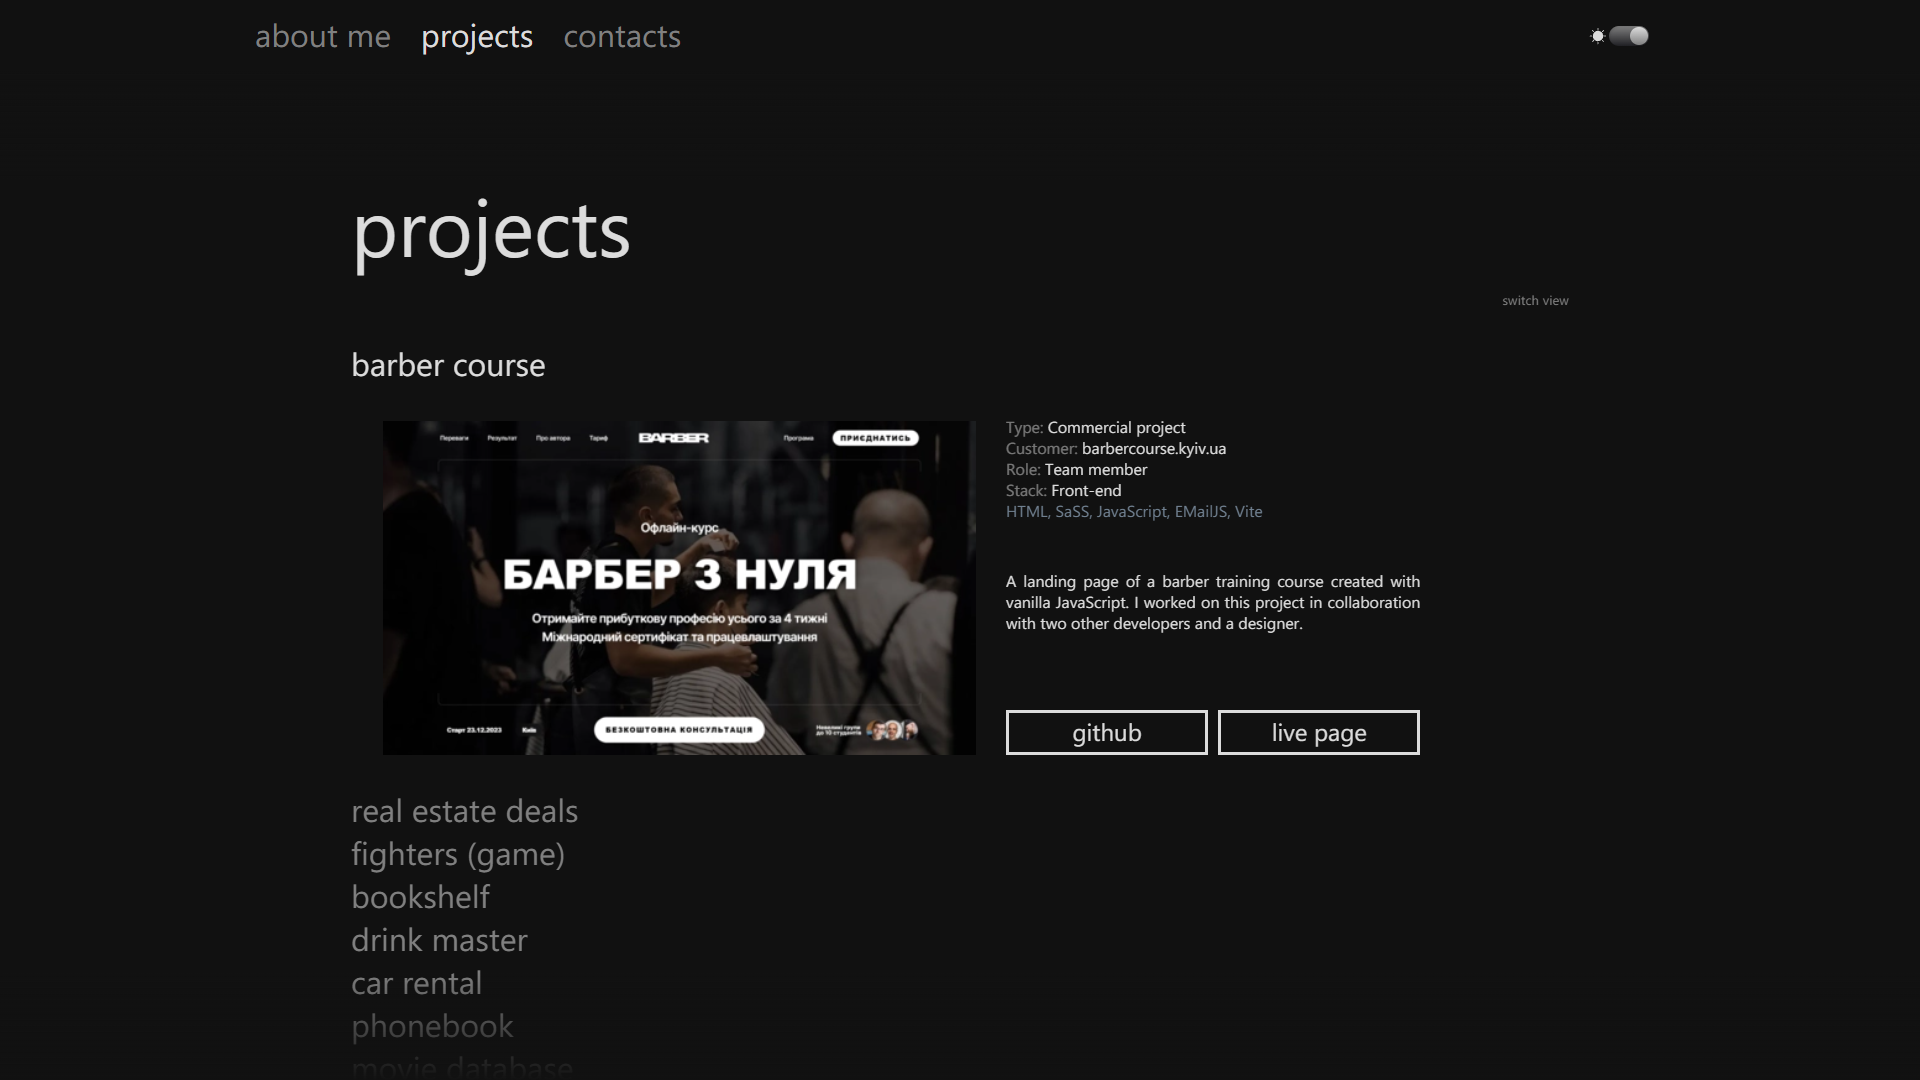 about me
projects
contacts
projects
switch view
barber course
Переваги
Результат
Про автора
Тариф
BARBER
Програма
ПРИЄДНАТИСЬ
Офлайн-курс
БАРБЕР З НУЛЯ
Отримайте прибуткову професію усього за 4 тижні
Міжнародний сертифікат та працевлаштування
Старт 23.12.2023
Київ
БЕЗКОШТОВНА КОНСУЛЬТАЦІЯ
Невеликі групи
до 10 студентів
Type: Commercial project
Customer: barbercourse.kyiv.ua
Role: Team member
Stack: Front-end
HTML, SaSS, JavaScript, EMailJS, Vite
A landing page of a barber training course created with
vanilla JavaScript. I worked on this project in collaboration
with two other developers and a designer.
github
live page
real estate deals
fighters (game)
bookshelf
drink master
car rental
phonebook
movie database